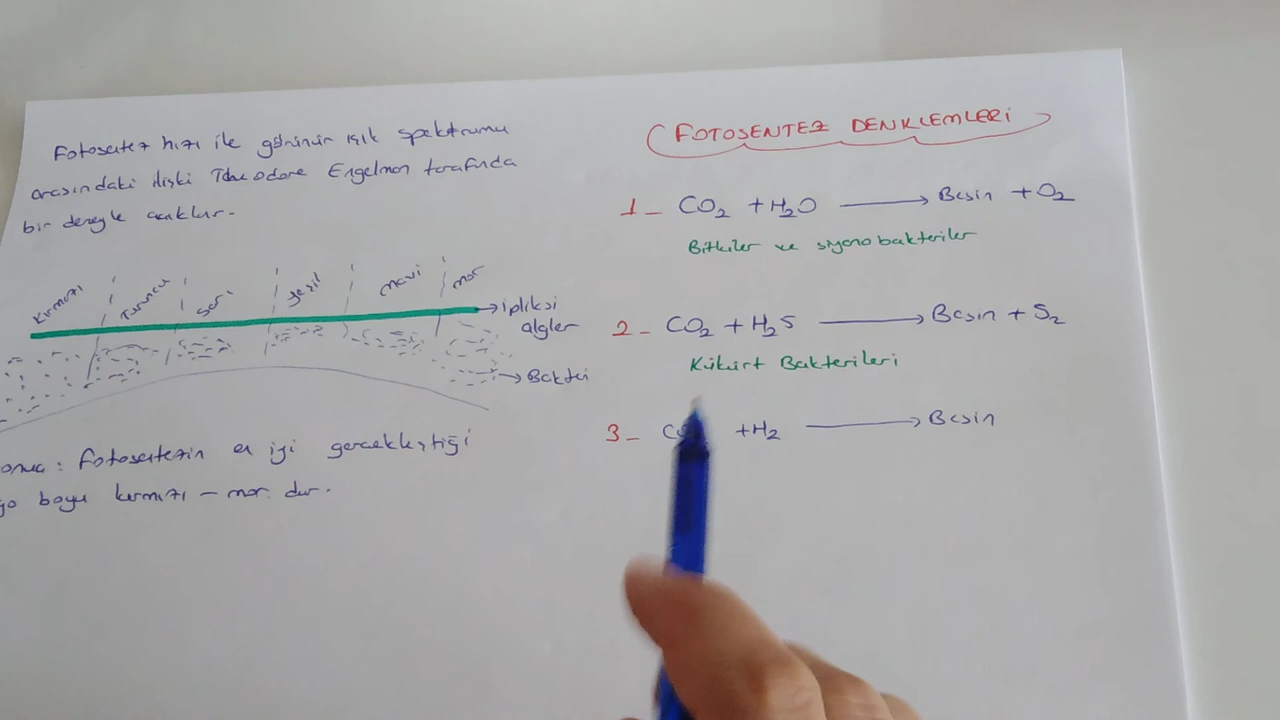 Fotosentez hızı ile görünür ışık spektrumu
arasındaki ilişki Theodore Engelman tarafından
bir deneyle açıklar.
Kırmızı Turuncu Sarı Yeşil mavi mor
ipliksi
algler
Bakteri
onuç : Fotosentezin en iyi gerçekleştiği
boyu kırmızı – mor. dur.
FOTOSENTEZ DENKLEMLERİ
1 – CO₂ + H₂O ⟶ Besin + O₂
Bitkiler ve siyanobakteriler
2 – CO₂ + H₂S ⟶ Besin + S₂
Kükürt Bakterileri
3 – + H₂ ⟶ Besin